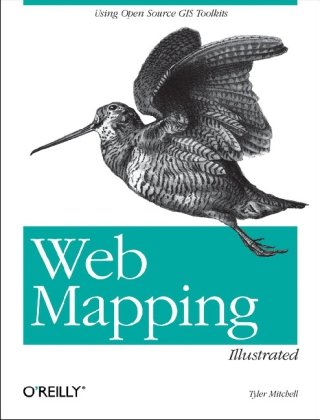 Using Open Source GIS Toolkits
Web
Mapping
Illustrated
O'REILLY®
Tyler Mitchell